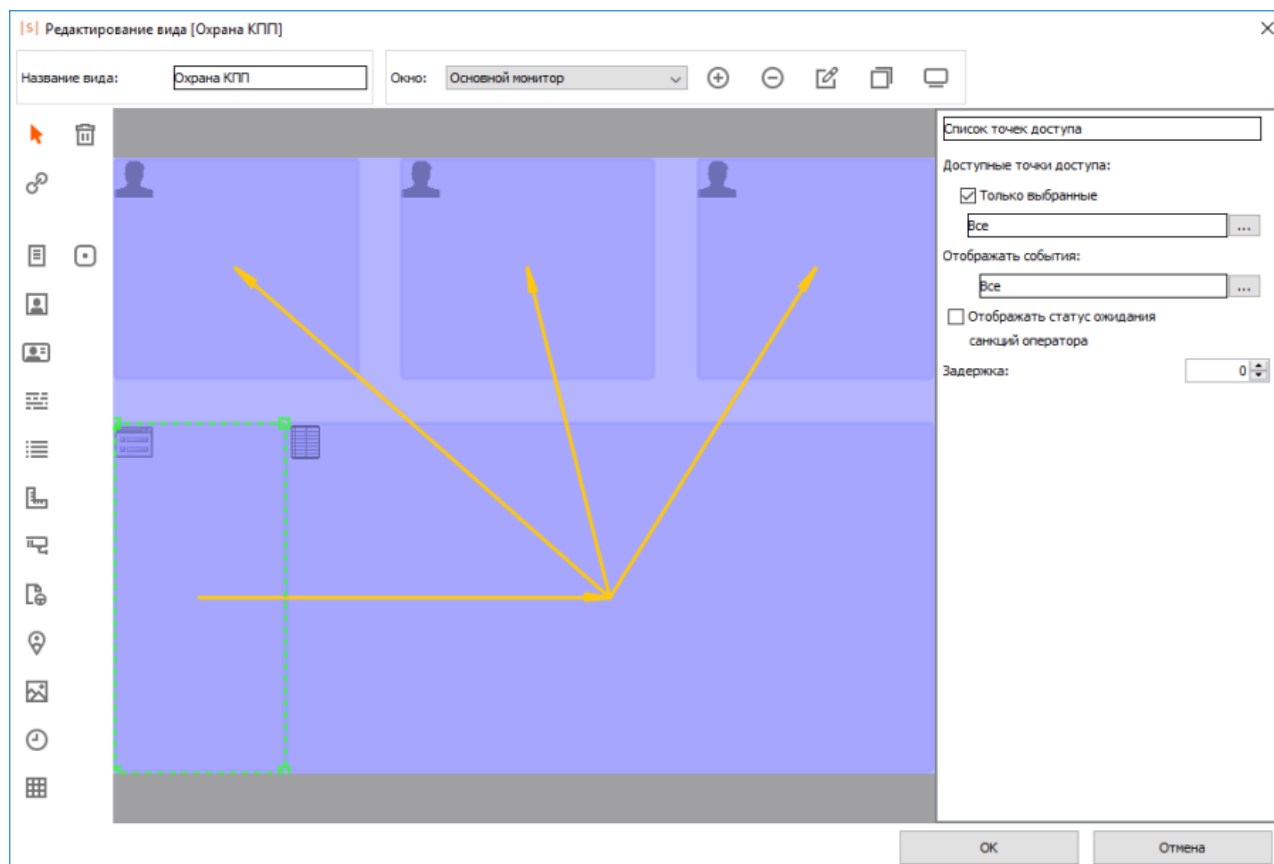 |S| Редактирование вида [Охрана КПП]
Название вида: Охрана КПП Окно: Основной монитор
Список точек доступа
Доступные точки доступа:
Только выбранные
Все ...
Отображать события:
Все ...
Отображать статус ожидания
санкций оператора
Задержка: 0
OK Отмена